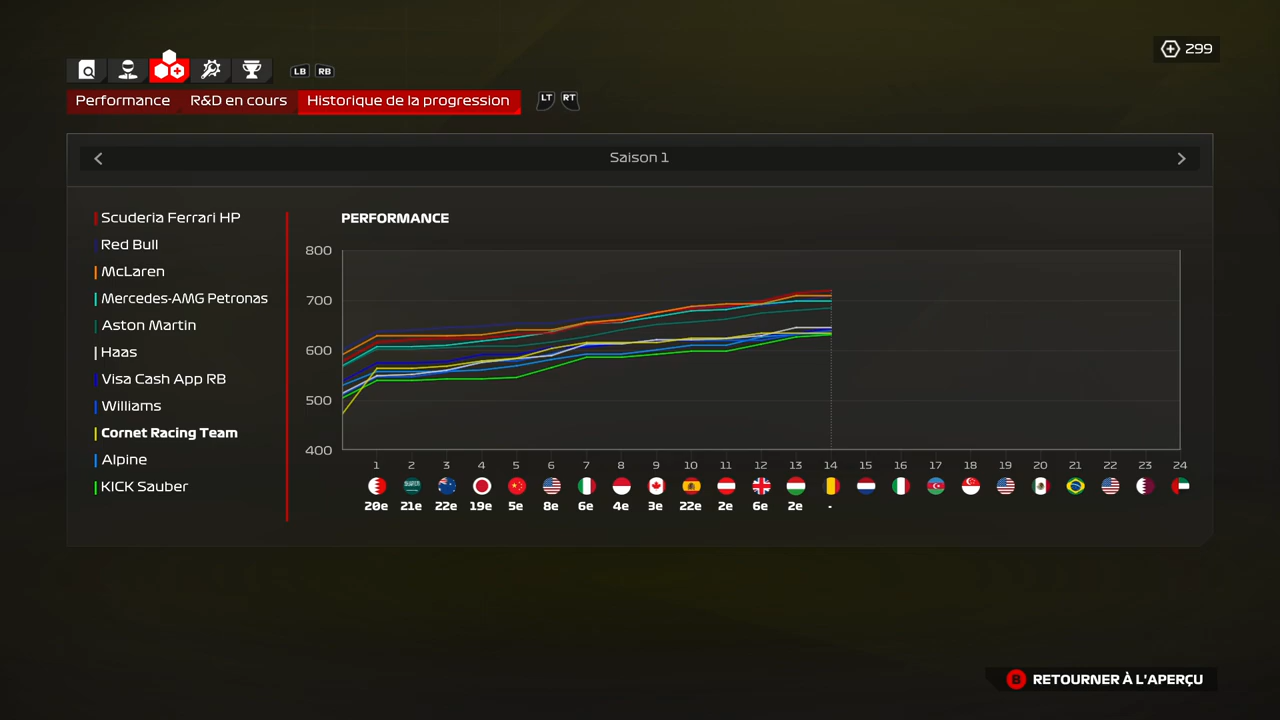 299
LB RB
Performance R&D en cours Historique de la progression LT RT
Saison 1
Scuderia Ferrari HP
Red Bull
McLaren
Mercedes-AMG Petronas
Aston Martin
Haas
Visa Cash App RB
Williams
Cornet Racing Team
Alpine
KICK Sauber
PERFORMANCE
800
700
600
500
400
1 2 3 4 5 6 7 8 9 10 11 12 13 14 15 16 17 18 19 20 21 22 23 24
20e 21e 22e 19e 5e 8e 6e 4e 3e 22e 2e 6e 2e -
B RETOURNER À L'APERÇU